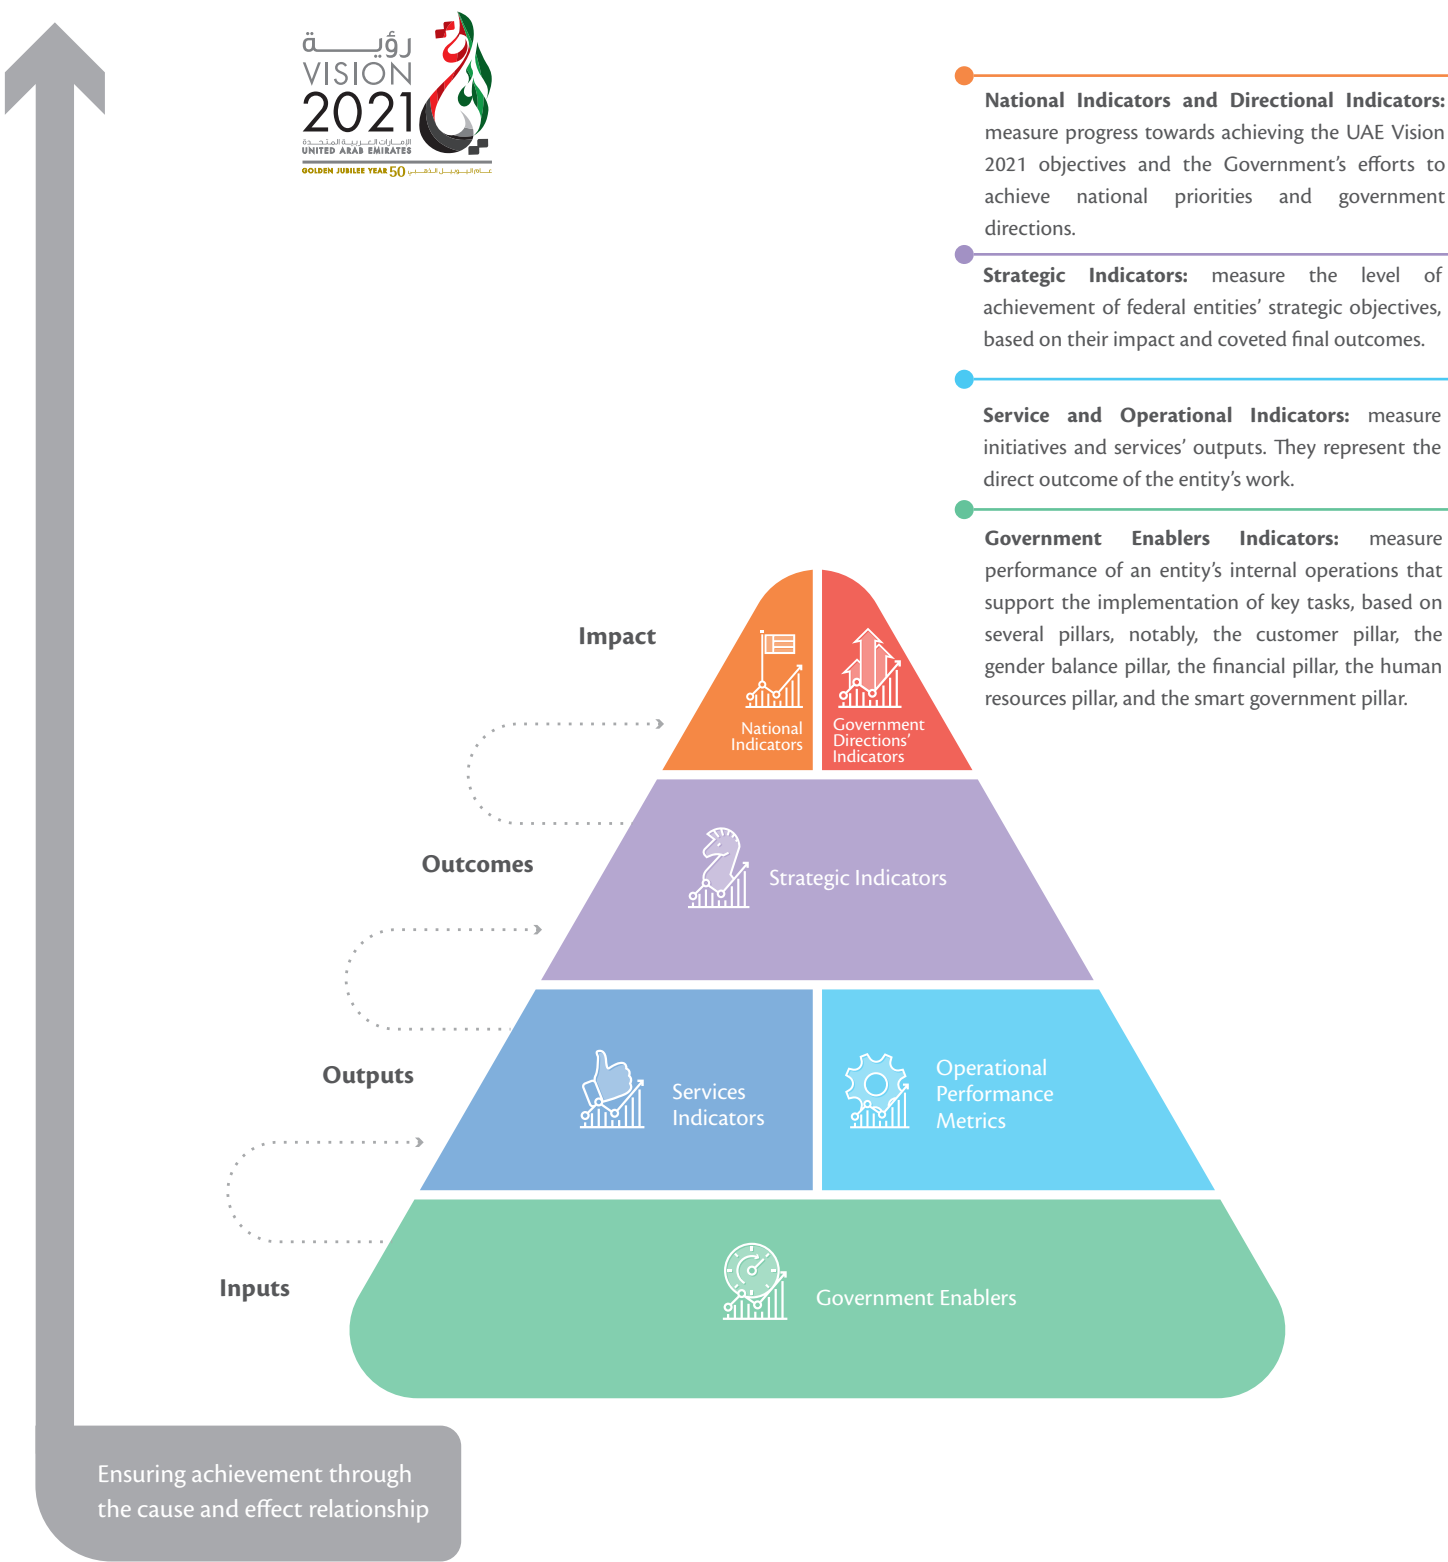 رؤيــــة
VISION
2021
الإمــارات العــربيـة المتحـدة
UNITED ARAB EMIRATES
GOLDEN JUBILEE YEAR 50 عــام اليــوبيــل الذهــبي
National Indicators and Directional Indicators:
measure progress towards achieving the UAE Vision
2021 objectives and the Government’s efforts to
achieve national priorities and government
directions.
Strategic Indicators: measure the level of
achievement of federal entities’ strategic objectives,
based on their impact and coveted final outcomes.
Service and Operational Indicators: measure
initiatives and services’ outputs. They represent the
direct outcome of the entity’s work.
Government Enablers Indicators: measure
performance of an entity’s internal operations that
support the implementation of key tasks, based on
several pillars, notably, the customer pillar, the
gender balance pillar, the financial pillar, the human
resources pillar, and the smart government pillar.
Impact
National
Indicators
Government
Directions’
Indicators
Outcomes
Strategic Indicators
Outputs
Services
Indicators
Operational
Performance
Metrics
Inputs
Government Enablers
Ensuring achievement through
the cause and effect relationship